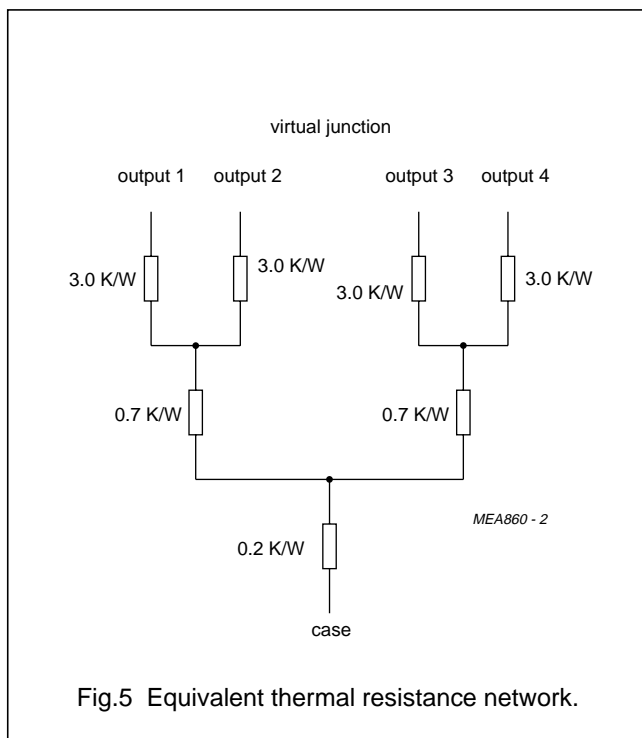 virtual junction
output 1 output 2 output 3 output 4
3.0 K/W 3.0 K/W 3.0 K/W 3.0 K/W
0.7 K/W 0.7 K/W
MEA860 - 2
0.2 K/W
case
Fig.5 Equivalent thermal resistance network.